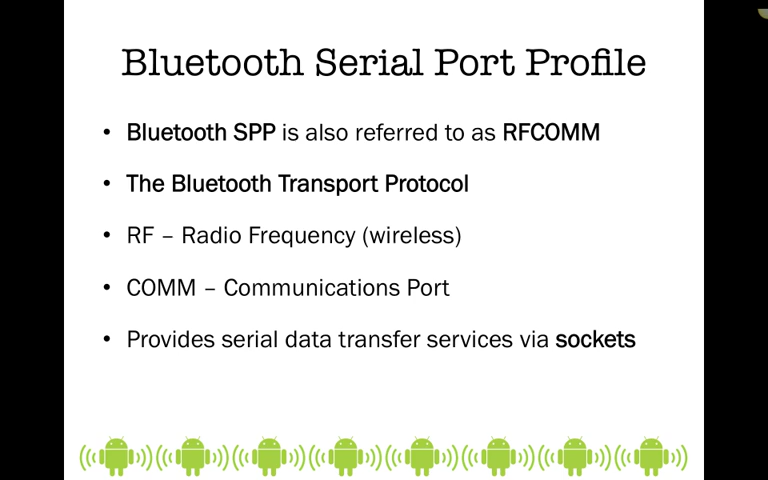 Bluetooth Serial Port Profile
• Bluetooth SPP is also referred to as RFCOMM
• The Bluetooth Transport Protocol
• RF – Radio Frequency (wireless)
• COMM – Communications Port
• Provides serial data transfer services via sockets